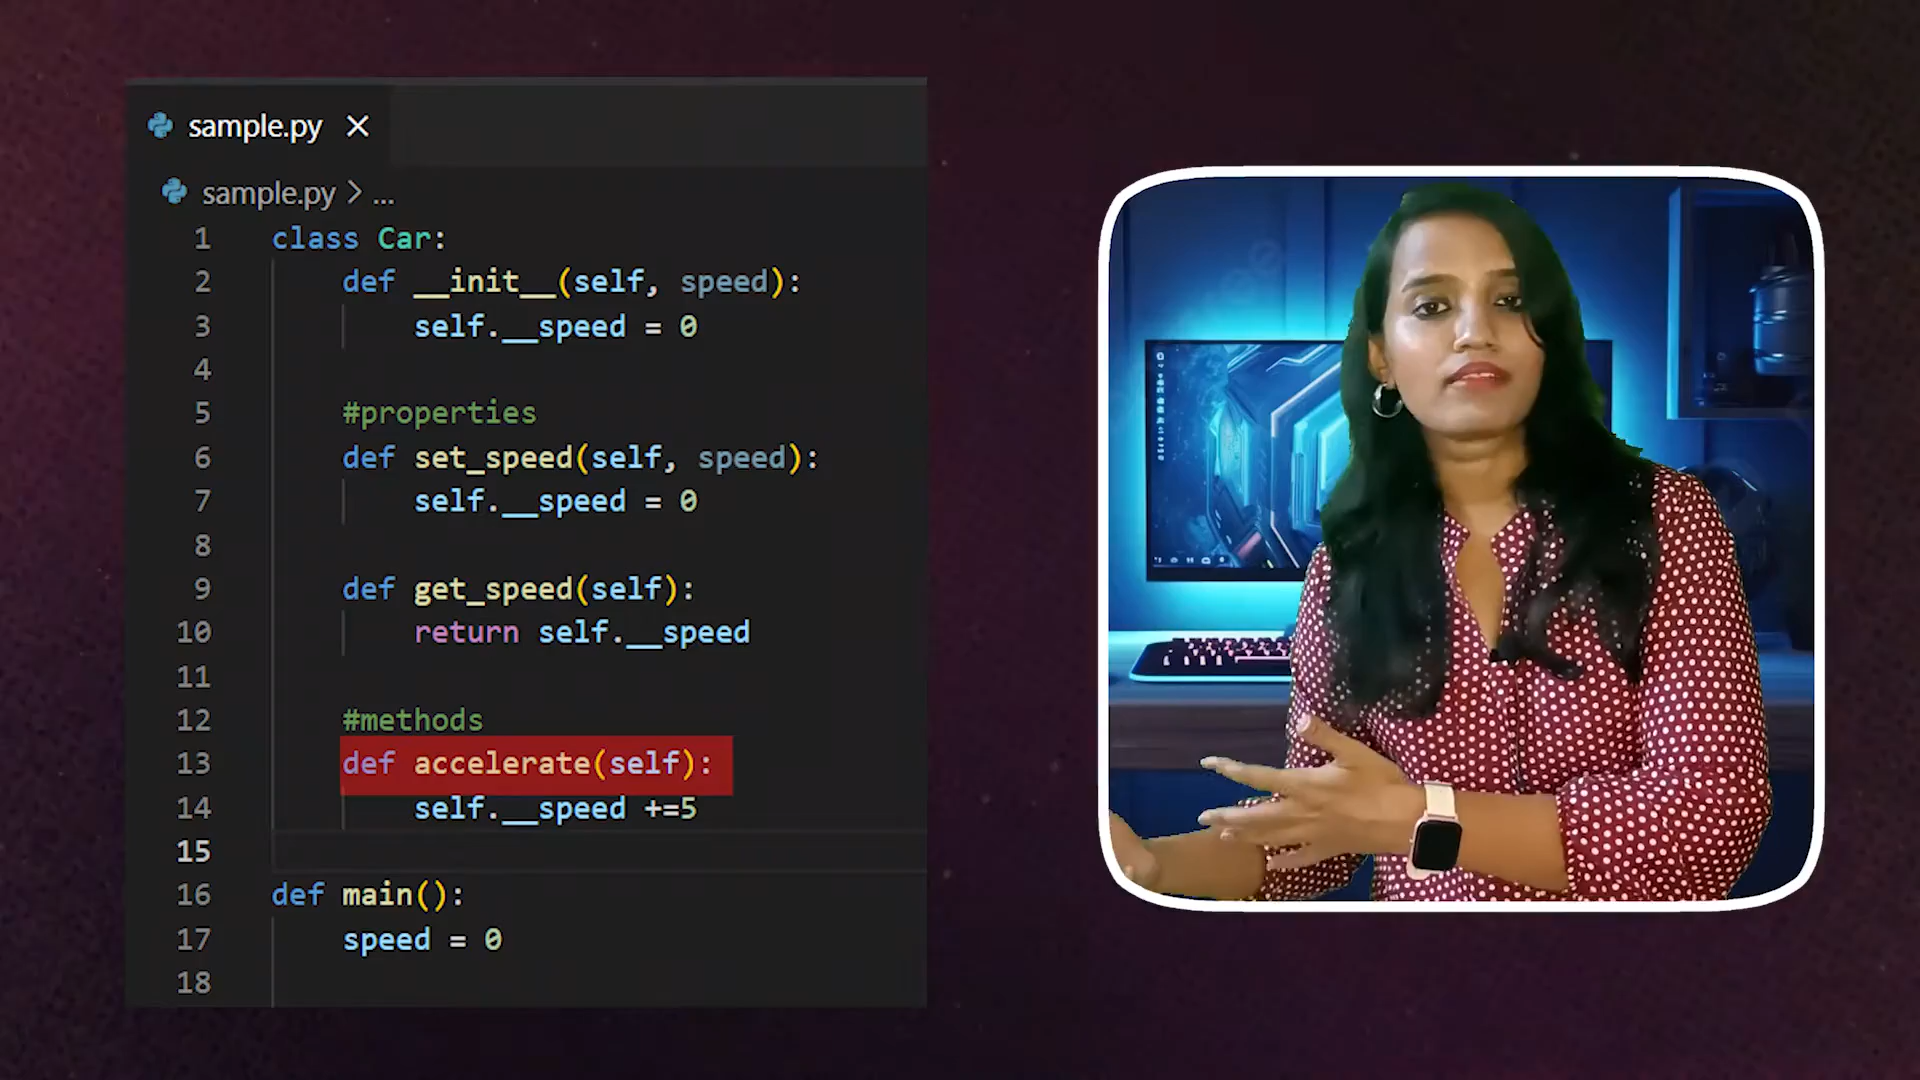 sample.py
sample.py > ...
1 class Car:
2 def __init__(self, speed):
3 self.__speed = 0
4
5 #properties
6 def set_speed(self, speed):
7 self.__speed = 0
8
9 def get_speed(self):
10 return self.__speed
11
12 #methods
13 def accelerate(self):
14 self.__speed +=5
15
16 def main():
17 speed = 0
18